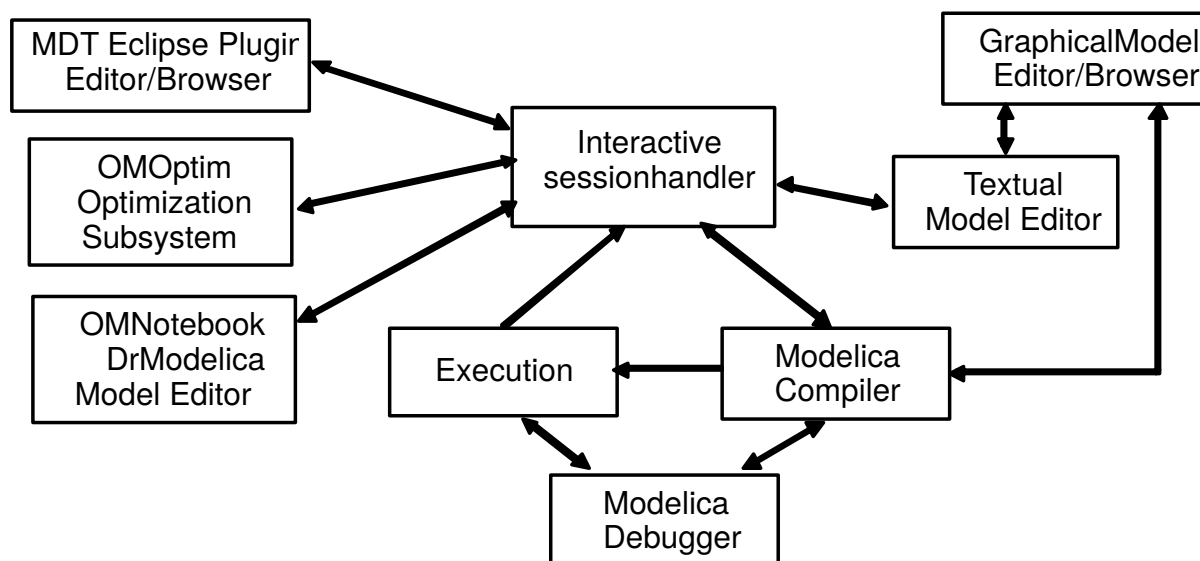 MDT Eclipse Plugin
Editor/Browser
GraphicalModel
Editor/Browser
Interactive
sessionhandler
OMOptim
Optimization
Subsystem
Textual
Model Editor
OMNotebook
DrModelica
Model Editor
Execution
Modelica
Compiler
Modelica
Debugger